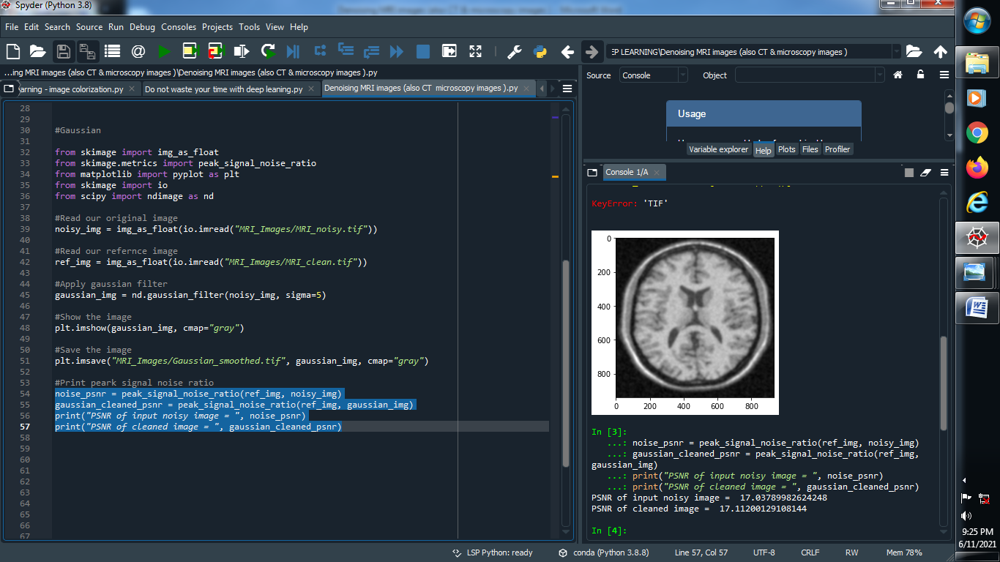 Spyder (Python 3.8)
File Edit Search Source Run Debug Consoles Projects Tools View Help
EP LEARNING\Denoising MRI images (also CT & microscopy images )
...ing MRI images (also CT & microscopy images )\Denoising MRI images (also CT & microscopy images ).py
arning - image colorization.py Do not waste your time with deep leaning.py Denoising MRI images (also CT microscopy images ).py
28
29
30 #Gaussian
31
32 from skimage import img_as_float
33 from skimage.metrics import peak_signal_noise_ratio
34 from matplotlib import pyplot as plt
35 from skimage import io
36 from scipy import ndimage as nd
37
38 #Read our original image
39 noisy_img = img_as_float(io.imread("MRI_Images/MRI_noisy.tif"))
40
41 #Read our refernce image
42 ref_img = img_as_float(io.imread("MRI_Images/MRI_clean.tif"))
43
44 #Apply gaussian filter
45 gaussian_img = nd.gaussian_filter(noisy_img, sigma=5)
46
47 #Show the image
48 plt.imshow(gaussian_img, cmap="gray")
49
50 #Save the image
51 plt.imsave("MRI_Images/Gaussian_smoothed.tif", gaussian_img, cmap="gray")
52
53 #Print peark signal noise ratio
54 noise_psnr = peak_signal_noise_ratio(ref_img, noisy_img)
55 gaussian_cleaned_psnr = peak_signal_noise_ratio(ref_img, gaussian_img)
56 print("PSNR of input noisy image = ", noise_psnr)
57 print("PSNR of cleaned image = ", gaussian_cleaned_psnr)
58
59
60
61
62
63
64
65
66
67
Source Console Object
Usage
Variable explorer Help Plots Files Profiler
Console 1/A
KeyError: 'TIF'
0
200
400
600
800
0 200 400 600 800
In [3]:
...: noise_psnr = peak_signal_noise_ratio(ref_img, noisy_img)
...: gaussian_cleaned_psnr = peak_signal_noise_ratio(ref_img,
gaussian_img)
...: print("PSNR of input noisy image = ", noise_psnr)
...: print("PSNR of cleaned image = ", gaussian_cleaned_psnr)
PSNR of input noisy image =  17.03789982624248
PSNR of cleaned image =  17.11200129108144
In [4]:
LSP Python: ready conda (Python 3.8.8) Line 57, Col 57 UTF-8 CRLF RW Mem 78%
9:25 PM
6/11/2021